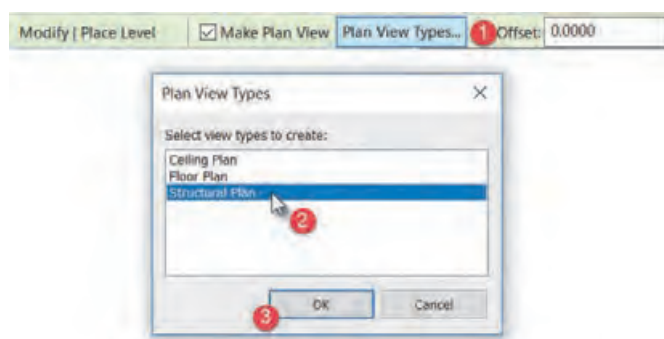 Modify | Place Level Make Plan View Plan View Types... 1 Offset: 0.0000
Plan View Types
Select view types to create:
Ceiling Plan
Floor Plan
Structural Plan
2
3 OK Cancel